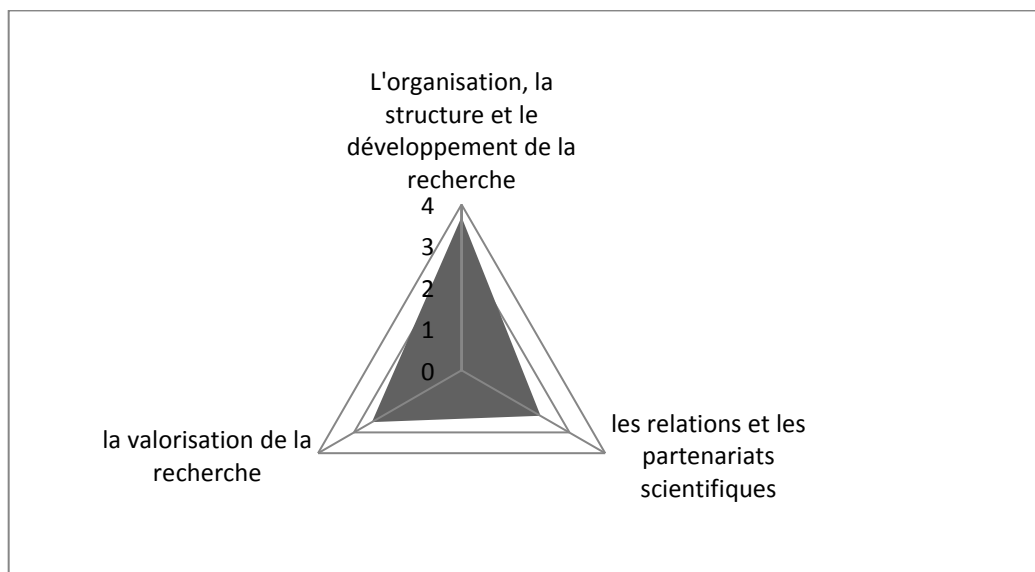 L'organisation, la
structure et le
développement de la
recherche
4
3
2
1
0
les relations et les
partenariats
scientifiques
la valorisation de la
recherche